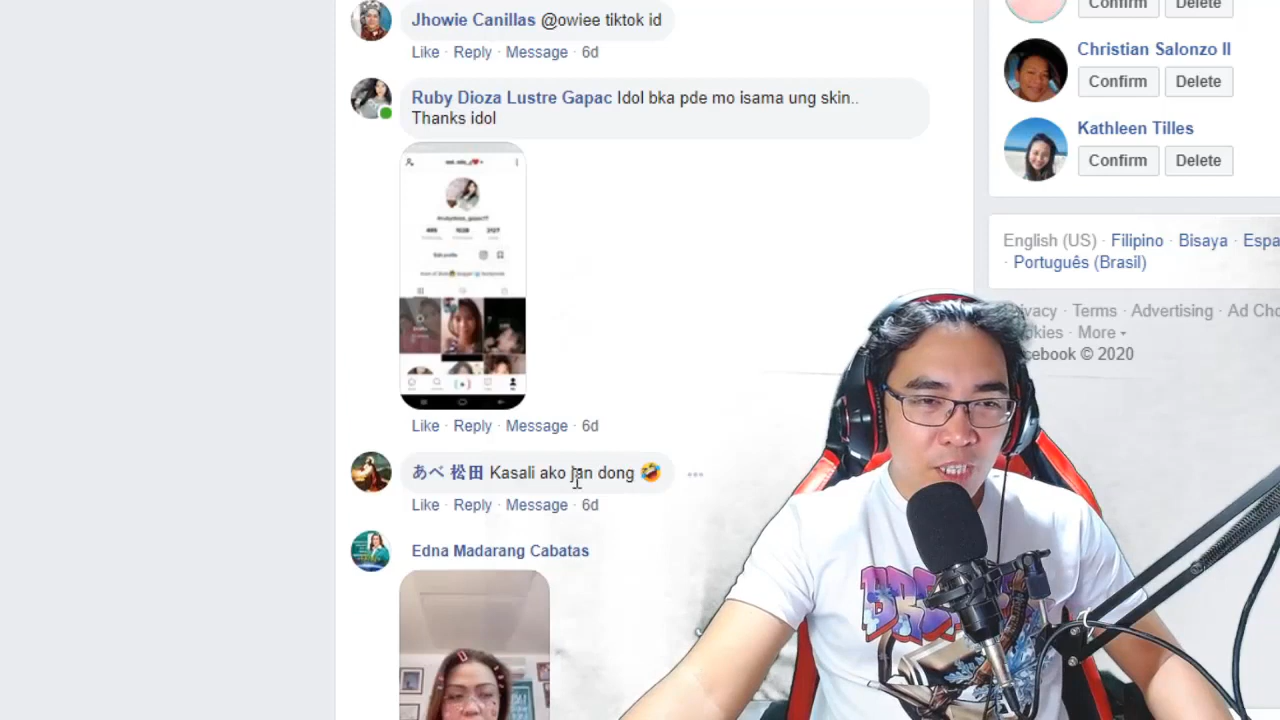 Jhowie Canillas @owiee tiktok id
Like · Reply · Message · 6d
Ruby Dioza Lustre Gapac Idol bka pde mo isama ung skin..
Thanks idol
Edit profile
Like · Reply · Message · 6d
あべ 松田 Kasali ako jan dong 🤣
Like · Reply · Message · 6d
Edna Madarang Cabatas
Confirm Delete
Christian Salonzo II
Confirm Delete
Kathleen Tilles
Confirm Delete
English (US) · Filipino · Bisaya · Espa
· Português (Brasil)
ivacy · Terms · Advertising · Ad Cho
okies · More
cebook © 2020